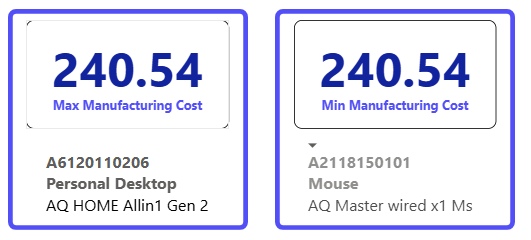 240.54
Max Manufacturing Cost
A6120110206
Personal Desktop
AQ HOME Allin1 Gen 2
240.54
Min Manufacturing Cost
A2118150101
Mouse
AQ Master wired x1 Ms